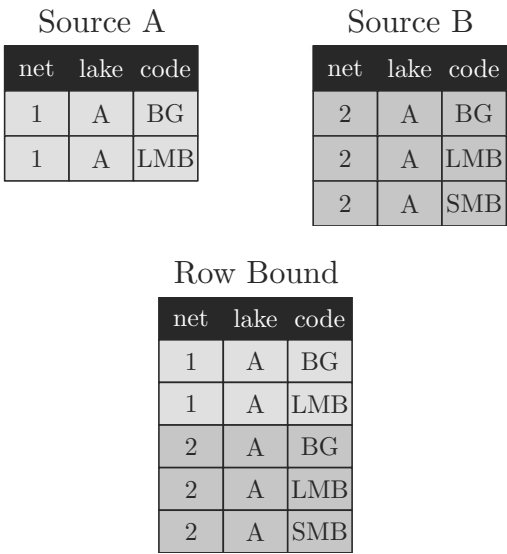 Source A
net lake code
1 A BG
1 A LMB
Source B
net lake code
2 A BG
2 A LMB
2 A SMB
Row Bound
net lake code
1 A BG
1 A LMB
2 A BG
2 A LMB
2 A SMB